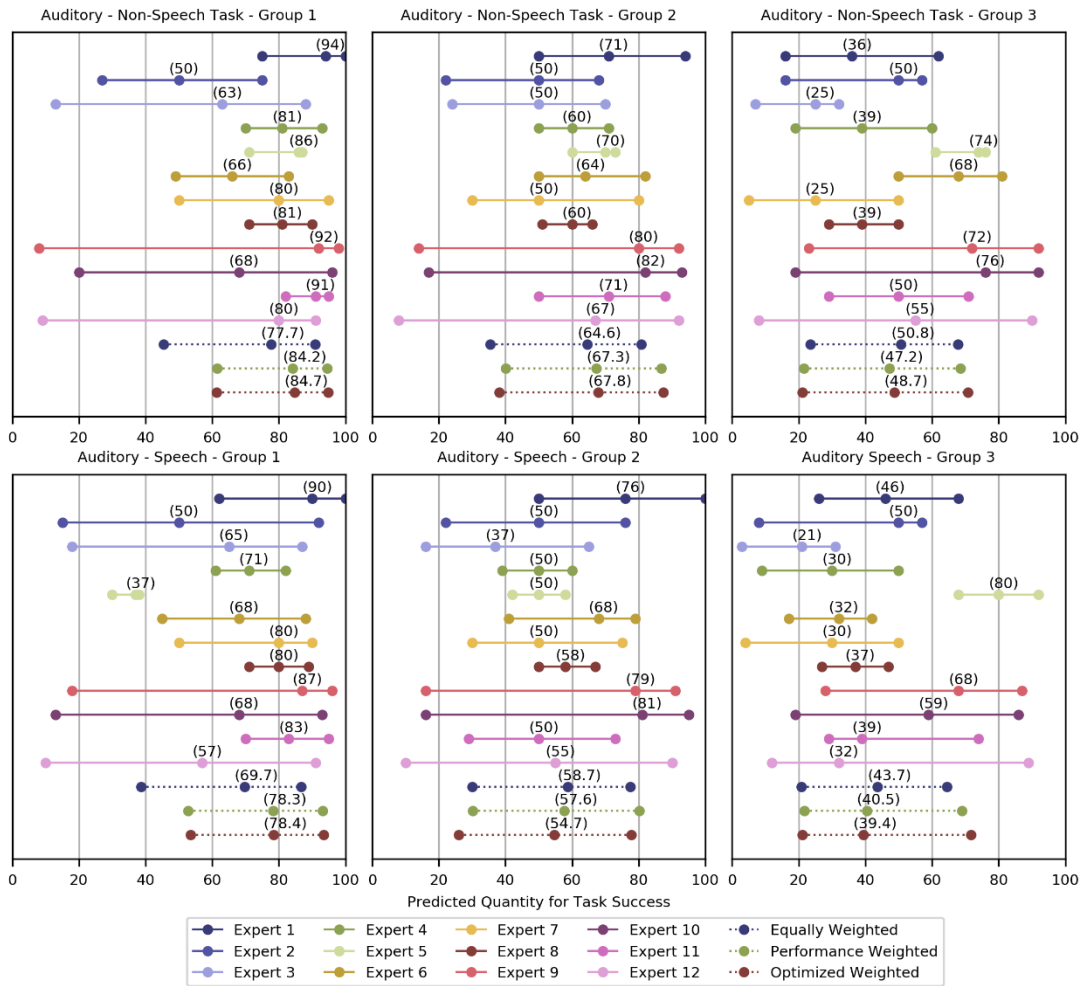 Auditory - Non-Speech Task - Group 1 Auditory - Non-Speech Task - Group 2 Auditory - Non-Speech Task - Group 3
(94) (71) (36)
(50) (50) (50)
(63) (50) (25)
(81) (60) (39)
(86) (70) (74)
(66) (64) (68)
(80) (50) (25)
(81) (60) (39)
(92) (80) (72)
(68) (82) (76)
(91) (71) (50)
(80) (67) (55)
(77.7) (64.6) (50.8)
(84.2) (67.3) (47.2)
(84.7) (67.8) (48.7)
0 20 40 60 80 100 20 40 60 80 100 20 40 60 80 100
Auditory - Speech - Group 1 Auditory - Speech - Group 2 Auditory Speech - Group 3
(90) (76) (46)
(50) (50) (50)
(65) (37) (21)
(71) (50) (30)
(37) (50) (80)
(68) (68) (32)
(80) (50) (30)
(80) (58) (37)
(87) (79) (68)
(68) (81) (59)
(83) (50) (39)
(57) (55) (32)
(69.7) (58.7) (43.7)
(78.3) (57.6) (40.5)
(78.4) (54.7) (39.4)
0 20 40 60 80 100 20 40 60 80 100 20 40 60 80 100
Predicted Quantity for Task Success
Expert 1 Expert 4 Expert 7 Expert 10 Equally Weighted
Expert 2 Expert 5 Expert 8 Expert 11 Performance Weighted
Expert 3 Expert 6 Expert 9 Expert 12 Optimized Weighted